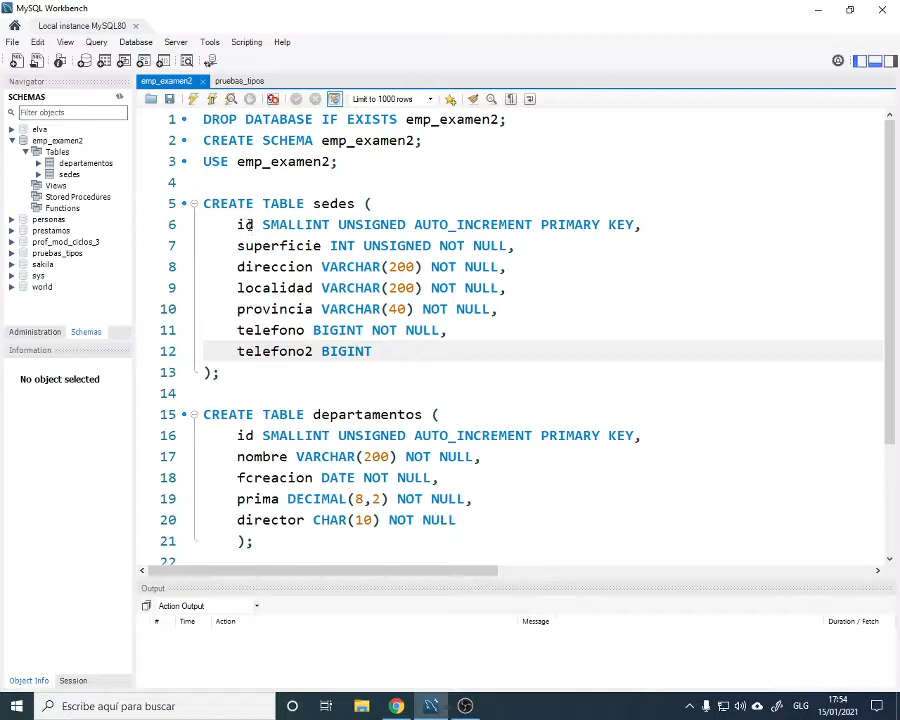 MySQL Workbench
Local instance MySQL80
File Edit View Query Database Server Tools Scripting Help
Navigator
SCHEMAS
Filter objects
elva
emp_examen2
Tables
departamentos
sedes
Views
Stored Procedures
Functions
personas
prestamos
prof_mod_ciclos_3
pruebas_tipos
sakila
sys
world
Administration Schemas
Information
No object selected
Object Info Session
emp_examen2 pruebas_tipos
Limit to 1000 rows
1 DROP DATABASE IF EXISTS emp_examen2;
2 CREATE SCHEMA emp_examen2;
3 USE emp_examen2;
4
5 CREATE TABLE sedes (
6 id SMALLINT UNSIGNED AUTO_INCREMENT PRIMARY KEY,
7 superficie INT UNSIGNED NOT NULL,
8 direccion VARCHAR(200) NOT NULL,
9 localidad VARCHAR(200) NOT NULL,
10 provincia VARCHAR(40) NOT NULL,
11 telefono BIGINT NOT NULL,
12 telefono2 BIGINT
13 );
14
15 CREATE TABLE departamentos (
16 id SMALLINT UNSIGNED AUTO_INCREMENT PRIMARY KEY,
17 nombre VARCHAR(200) NOT NULL,
18 fcreacion DATE NOT NULL,
19 prima DECIMAL(8,2) NOT NULL,
20 director CHAR(10) NOT NULL
21 );
22
Output
Action Output
# Time Action Message Duration / Fetch
Escribe aquí para buscar
GLG
17:54
15/01/2021